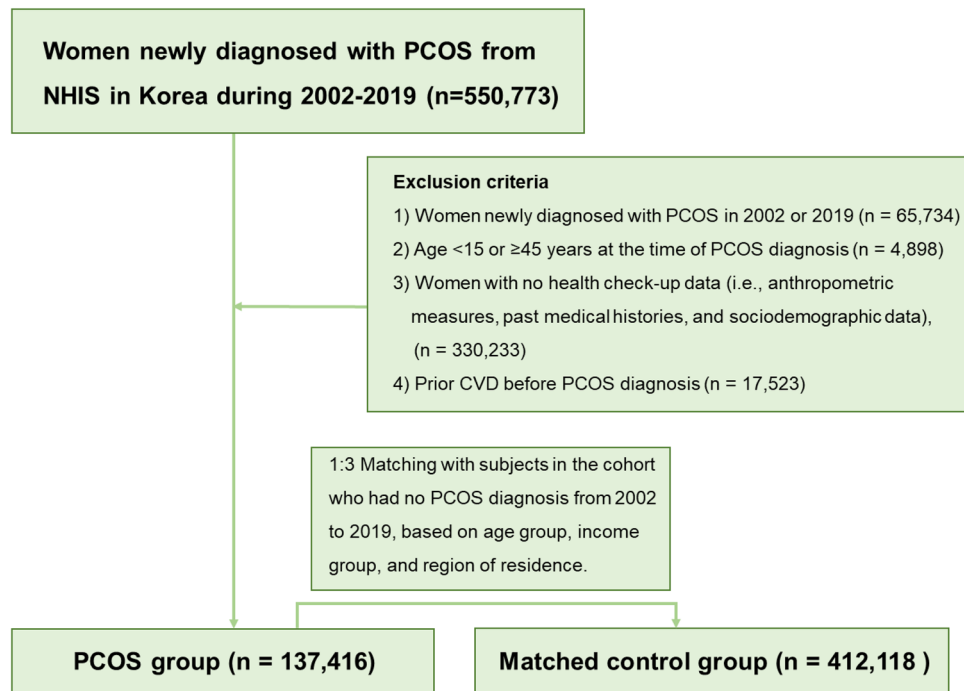 Women newly diagnosed with PCOS from
NHIS in Korea during 2002-2019 (n=550,773)
Exclusion criteria
1) Women newly diagnosed with PCOS in 2002 or 2019 (n = 65,734)
2) Age <15 or ≥45 years at the time of PCOS diagnosis (n = 4,898)
3) Women with no health check-up data (i.e., anthropometric
measures, past medical histories, and sociodemographic data),
(n = 330,233)
4) Prior CVD before PCOS diagnosis (n = 17,523)
1:3 Matching with subjects in the cohort
who had no PCOS diagnosis from 2002
to 2019, based on age group, income
group, and region of residence.
PCOS group (n = 137,416)
Matched control group (n = 412,118 )